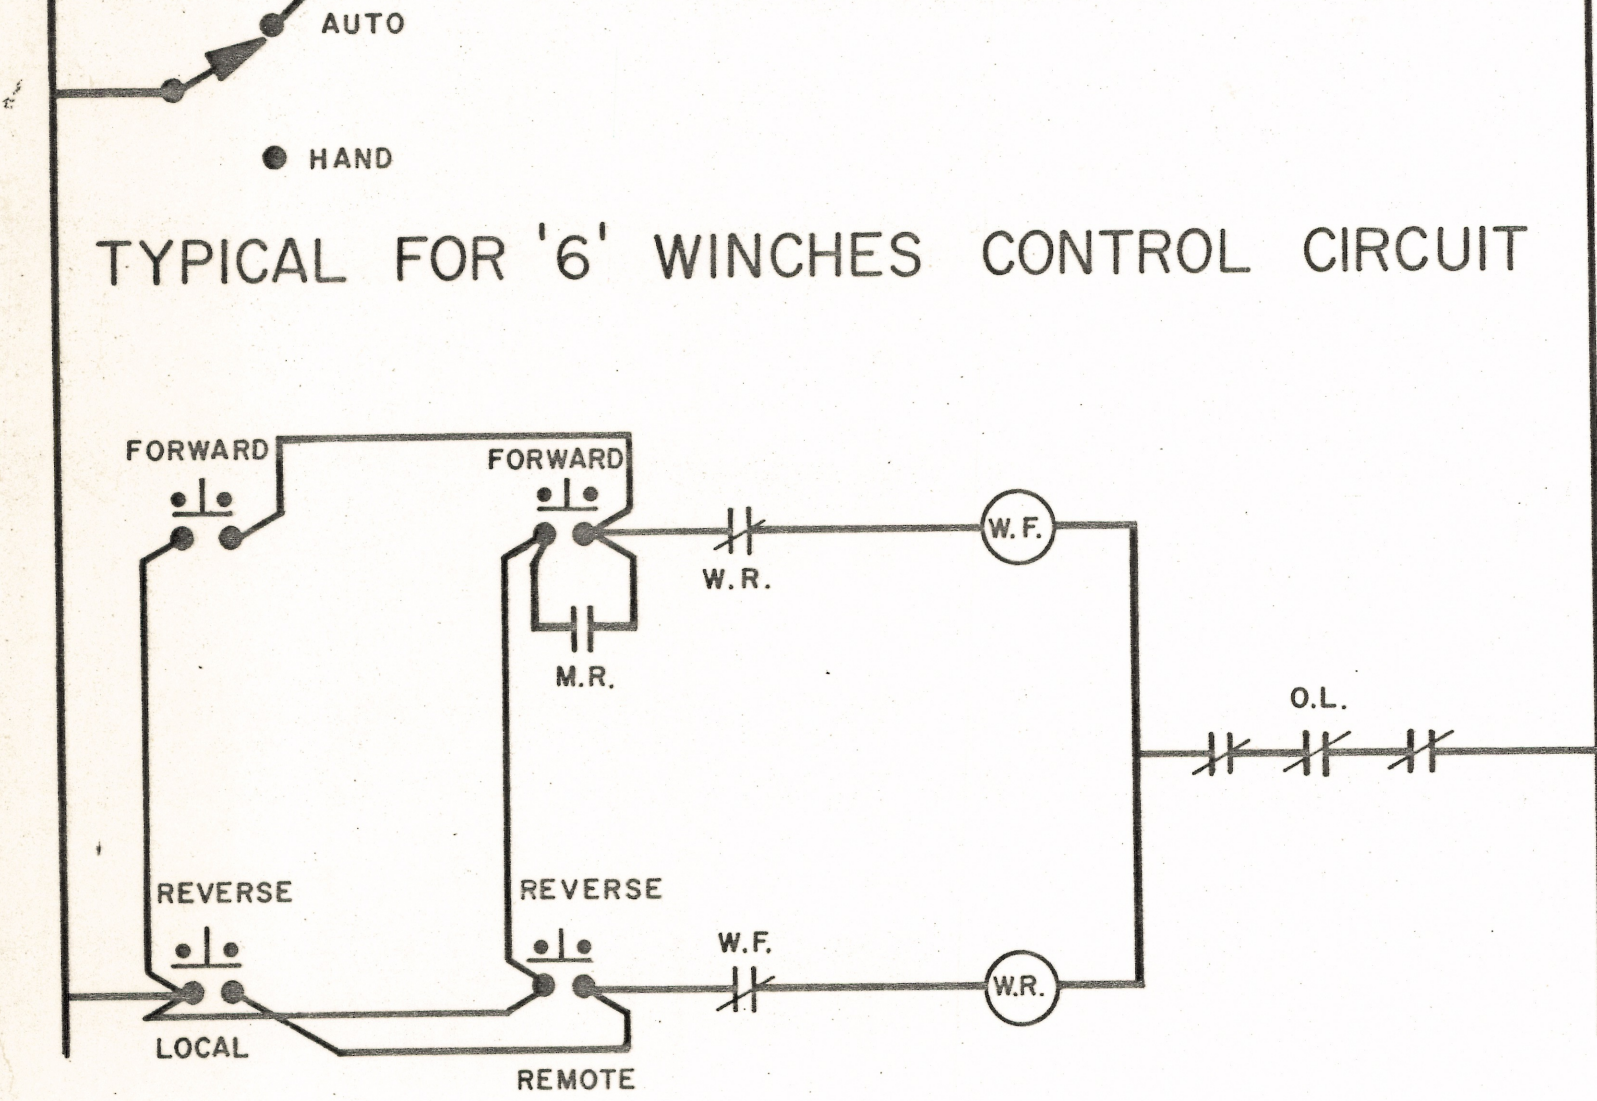 AUTO
HAND
TYPICAL FOR '6' WINCHES CONTROL CIRCUIT
FORWARD
FORWARD
W.F.
W.R.
M.R.
O.L.
REVERSE
REVERSE
W.F.
W.R.
LOCAL
REMOTE